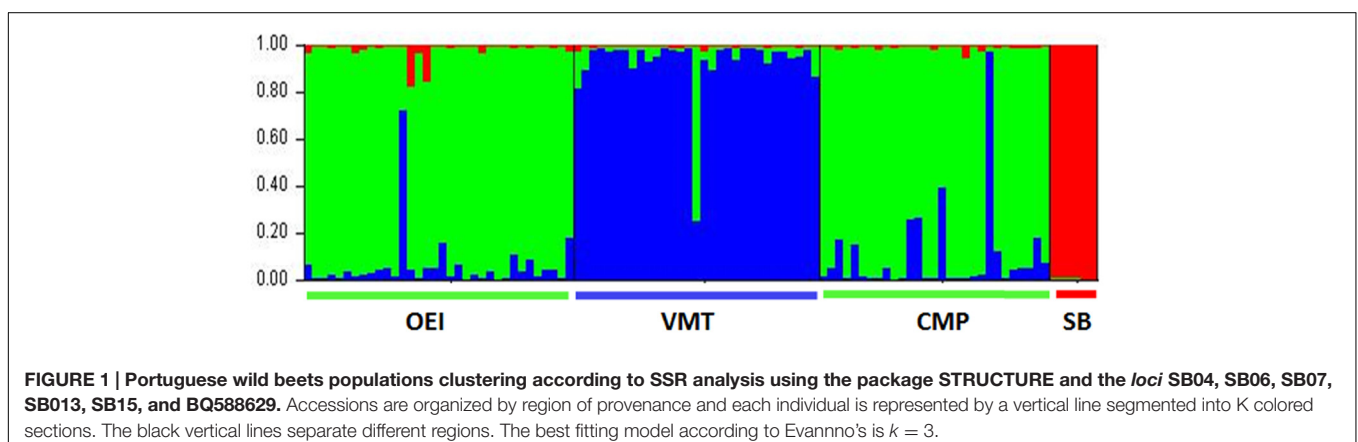 1.00
0.80
0.60
0.40
0.20
0.00
OEI VMT CMP SB
FIGURE 1 | Portuguese wild beets populations clustering according to SSR analysis using the package STRUCTURE and the loci SB04, SB06, SB07,
SB013, SB15, and BQ588629. Accessions are organized by region of provenance and each individual is represented by a vertical line segmented into K colored
sections. The black vertical lines separate different regions. The best fitting model according to Evannno's is k = 3.